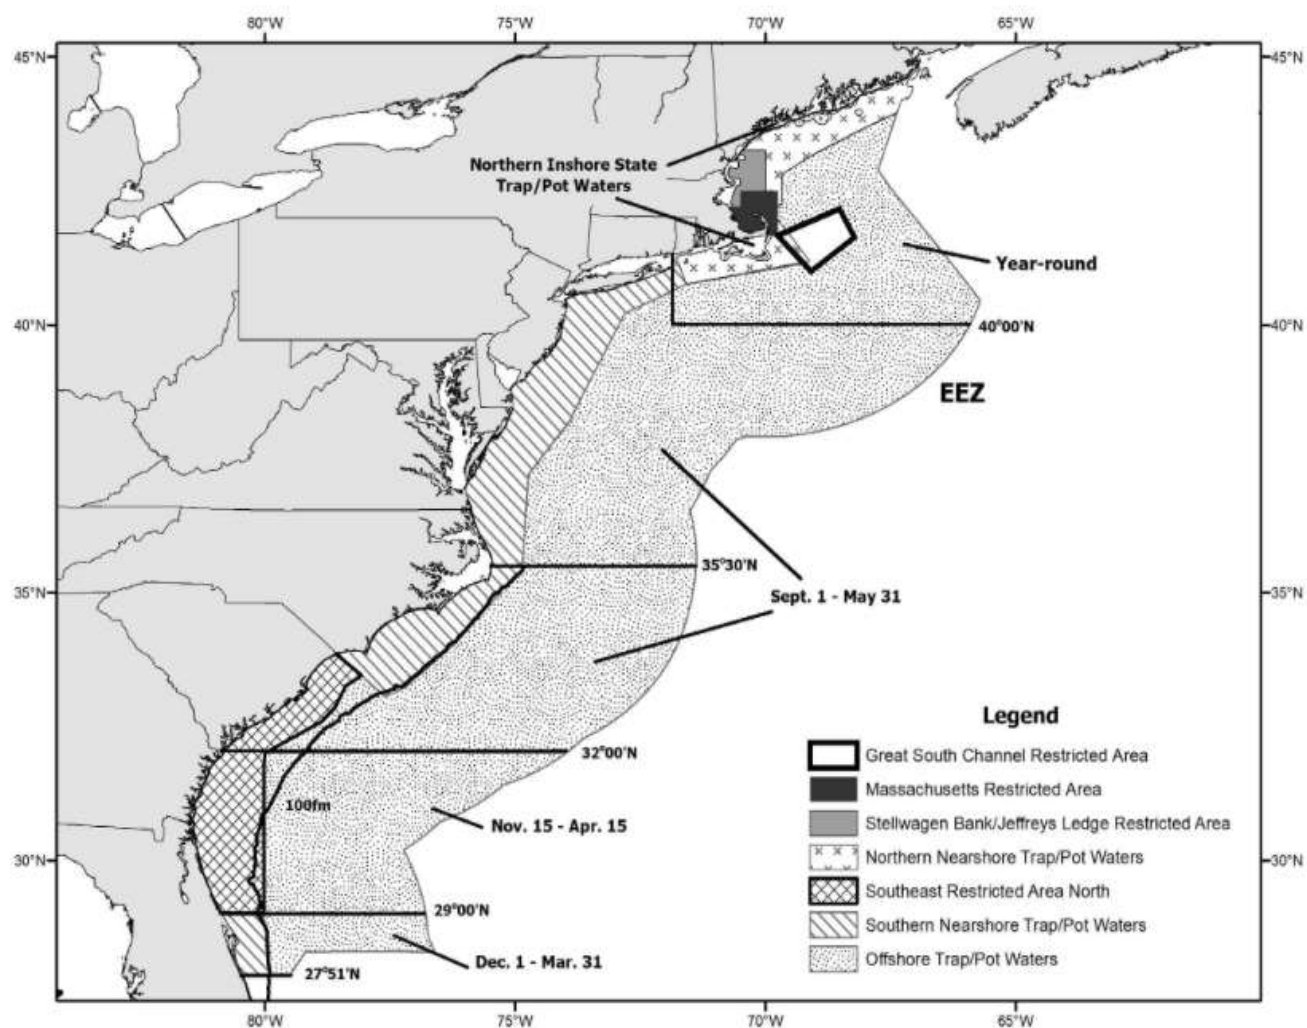 80°W 75°W 70°W 65°W
45°N 45°N
Northern Inshore State
Trap/Pot Waters
Year-round
40°N 40°00'N 40°N
EEZ
35°30'N
35°N Sept. 1 - May 31 35°N
Legend
32°00'N
Great South Channel Restricted Area
Massachusetts Restricted Area
100fm
Nov. 15 - Apr. 15
Stellwagen Bank/Jeffreys Ledge Restricted Area
30°N Northern Nearshore Trap/Pot Waters 30°N
Southeast Restricted Area North
29°00'N
Southern Nearshore Trap/Pot Waters
Dec. 1 - Mar. 31
Offshore Trap/Pot Waters
27°51'N
80°W 75°W 70°W 65°W